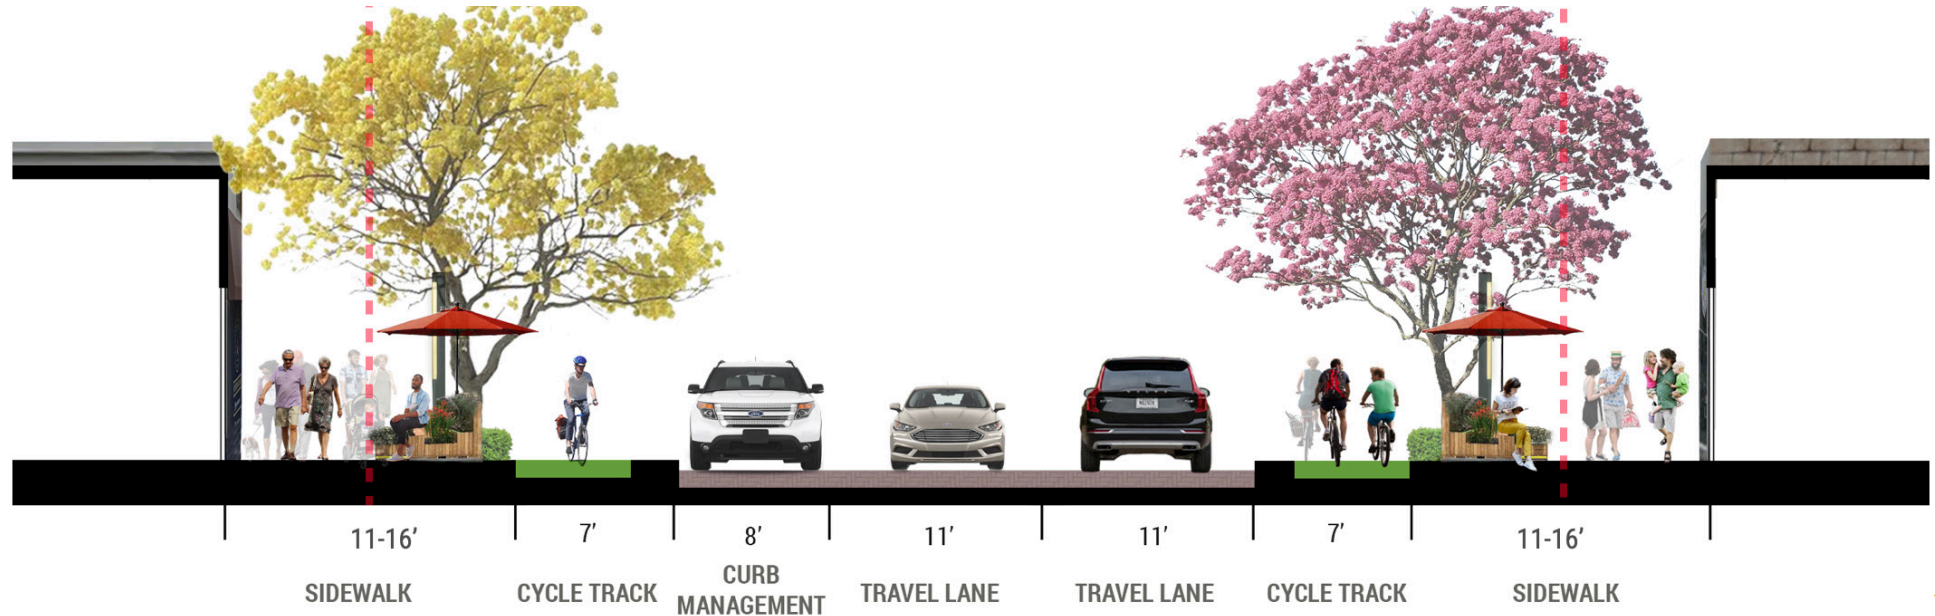 11-16’
7’
8’
11’
11’
7’
11-16’
SIDEWALK
CYCLE TRACK
CURB
MANAGEMENT
TRAVEL LANE
TRAVEL LANE
CYCLE TRACK
SIDEWALK